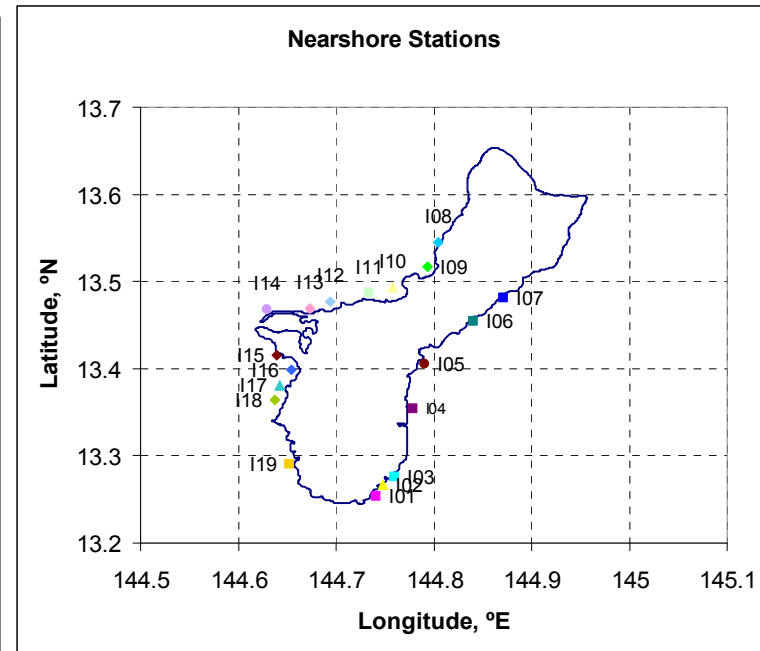 Nearshore Stations
13.7
13.6
13.5
13.4
13.3
13.2
Latitude, ºN
I08
I09
I10
I11
I12
I13
I14
I07
I06
I05
I15
I16
I17
I18
I04
I19
I03
I02
I01
144.5 144.6 144.7 144.8 144.9 145 145.1
Longitude, ºE